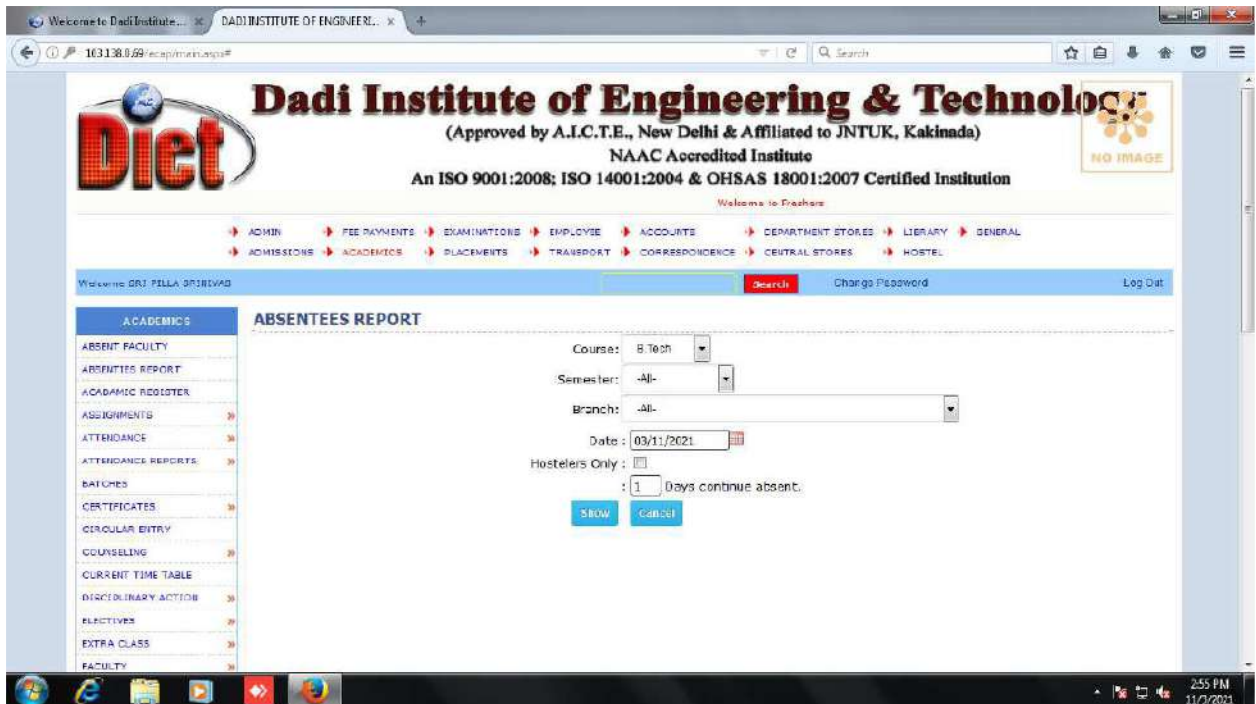 Welcome to Dadi Institute ...
DADI INSTITUTE OF ENGINEERI...
103.138.0.69/ecap/main.aspx#
Search
Diet
Dadi Institute of Engineering & Technology
(Approved by A.I.C.T.E., New Delhi & Affiliated to JNTUK, Kakinada)
NAAC Accredited Institute
An ISO 9001:2008; ISO 14001:2004 & OHSAS 18001:2007 Certified Institution
NO IMAGE
Welcome to Freshers
ADMIN FEE PAYMENTS EXAMINATIONS EMPLOYEE ACCOUNTS DEPARTMENT STORES LIBRARY GENERAL
ADMISSIONS ACADEMICS PLACEMENTS TRANSPORT CORRESPONDENCE CENTRAL STORES HOSTEL
Welcome SRI PILLA SRINIVAS
Search
Change Password
Log Out
ACADEMICS
ABSENT FACULTY
ABSENTIES REPORT
ACADAMIC REGISTER
ASSIGNMENTS
ATTENDANCE
ATTENDANCE REPORTS
BATCHES
CERTIFICATES
CIRCULAR ENTRY
COUNSELING
CURRENT TIME TABLE
DISCIPLINARY ACTION
ELECTIVES
EXTRA CLASS
FACULTY
ABSENTEES REPORT
Course: B.Tech
Semester: -All-
Branch: -All-
Date : 03/11/2021
Hostelers Only :
: 1 Days continue absent.
Show Cancel
2:55 PM
11/3/2021